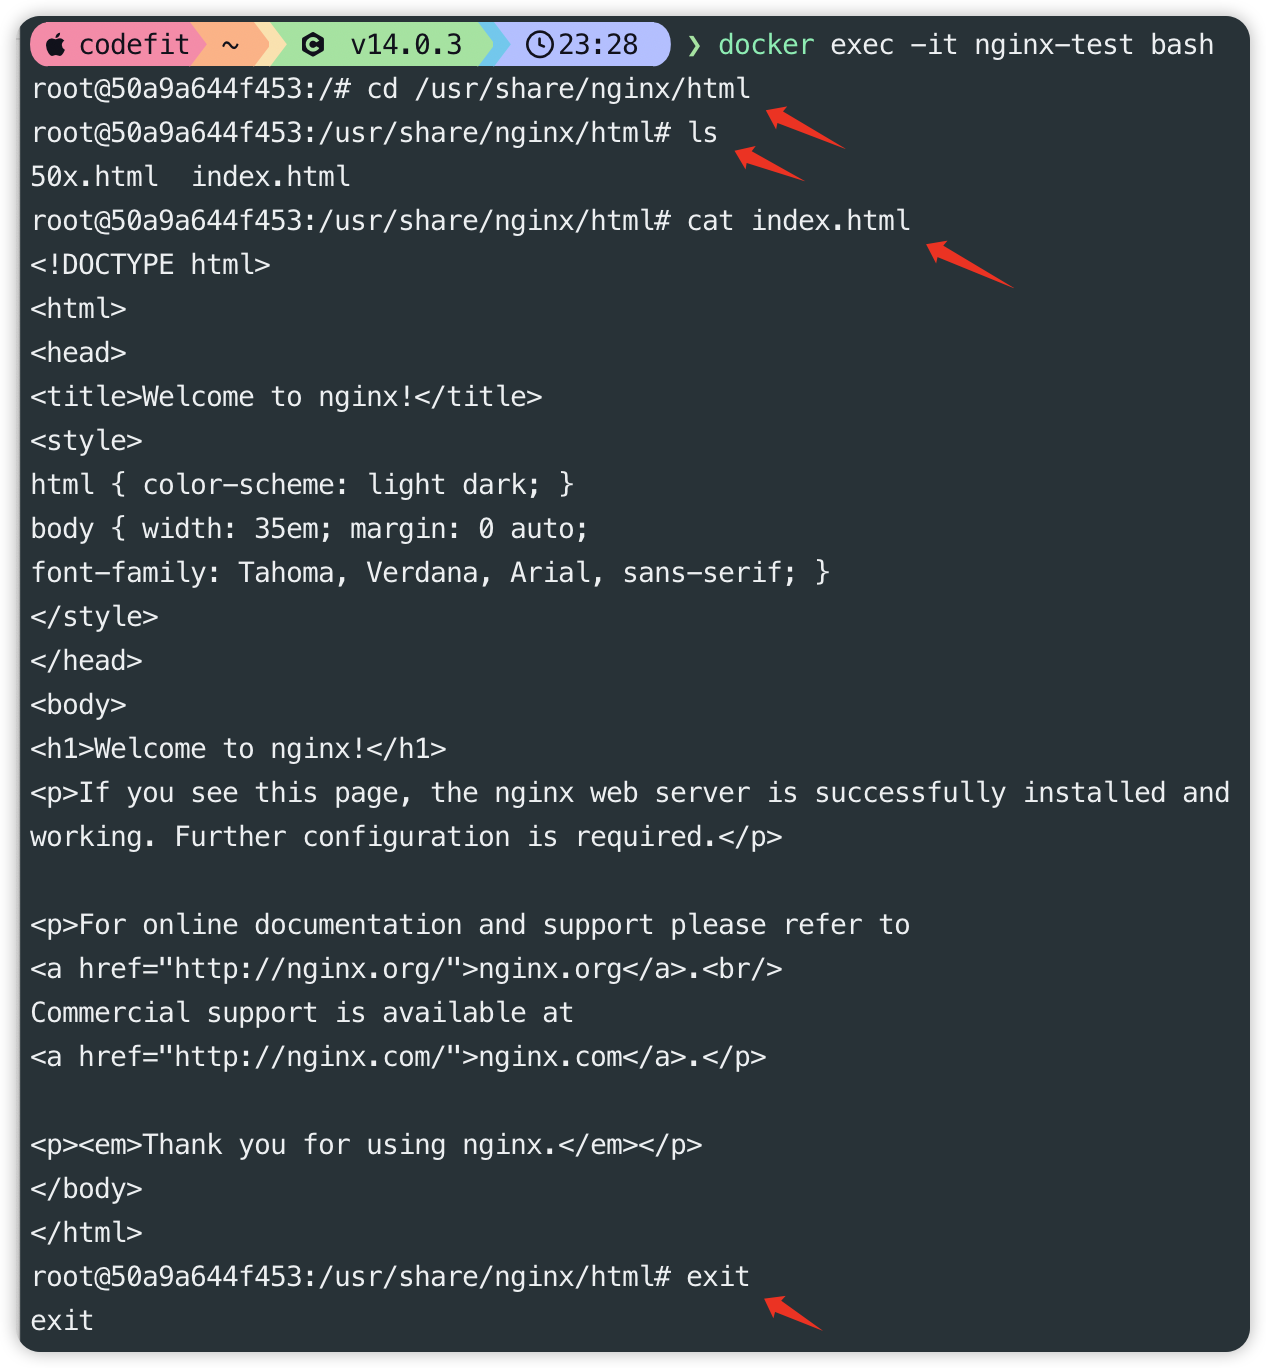 codefit ~ v14.0.3 23:28 ❯ docker exec -it nginx-test bash
root@50a9a644f453:/# cd /usr/share/nginx/html
root@50a9a644f453:/usr/share/nginx/html# ls
50x.html  index.html
root@50a9a644f453:/usr/share/nginx/html# cat index.html
<!DOCTYPE html>
<html>
<head>
<title>Welcome to nginx!</title>
<style>
html { color-scheme: light dark; }
body { width: 35em; margin: 0 auto;
font-family: Tahoma, Verdana, Arial, sans-serif; }
</style>
</head>
<body>
<h1>Welcome to nginx!</h1>
<p>If you see this page, the nginx web server is successfully installed and
working. Further configuration is required.</p>

<p>For online documentation and support please refer to
<a href="http://nginx.org/">nginx.org</a>.<br/>
Commercial support is available at
<a href="http://nginx.com/">nginx.com</a>.</p>

<p><em>Thank you for using nginx.</em></p>
</body>
</html>
root@50a9a644f453:/usr/share/nginx/html# exit
exit